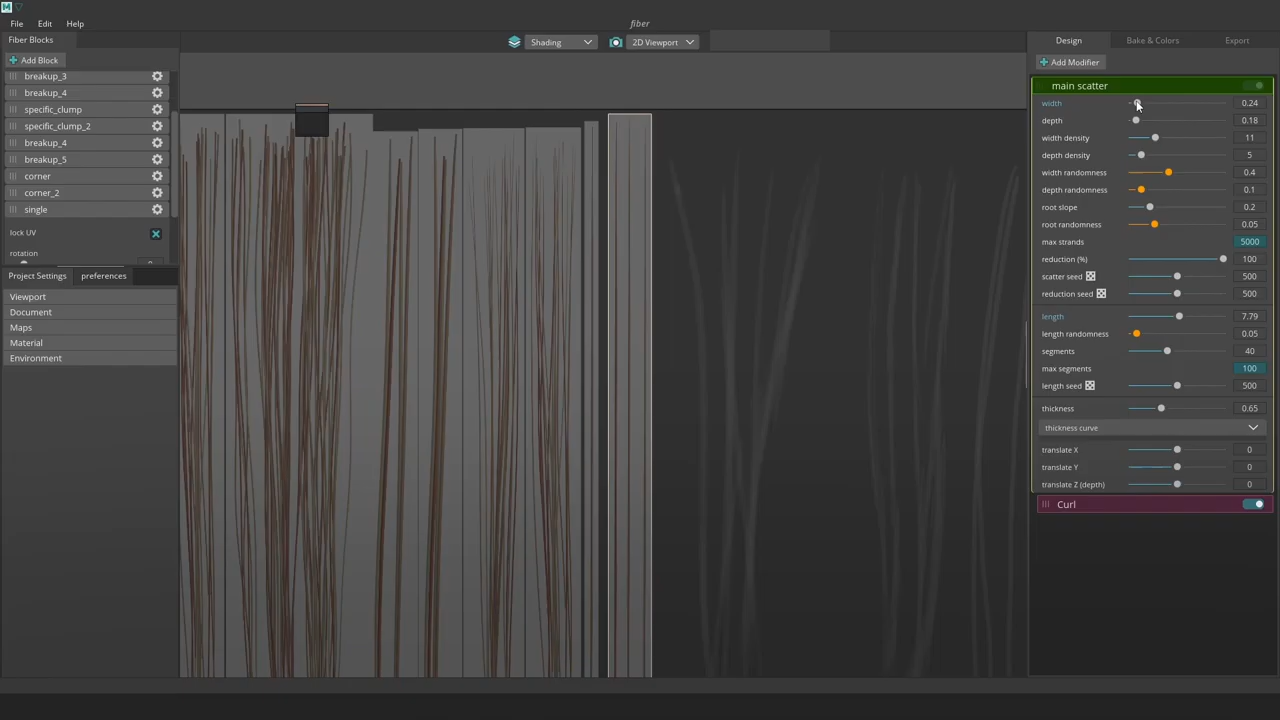 File Edit Help
fiber
Fiber Blocks
Add Block
breakup_3
breakup_4
specific_clump
specific_clump_2
breakup_4
breakup_5
corner
corner_2
single
lock UV
rotation
Project Settings preferences
Viewport
Document
Maps
Material
Environment
Shading 2D Viewport
Design Bake & Colors Export
Add Modifier
main scatter
width 0.24
depth 0.18
width density 11
depth density 5
width randomness 0.4
depth randomness 0.1
root slope 0.2
root randomness 0.05
max strands 5000
reduction (%) 100
scatter seed 500
reduction seed 500
length 7.79
length randomness 0.05
segments 40
max segments 100
length seed 500
thickness 0.65
thickness curve
translate X 0
translate Y 0
translate Z (depth) 0
Curl